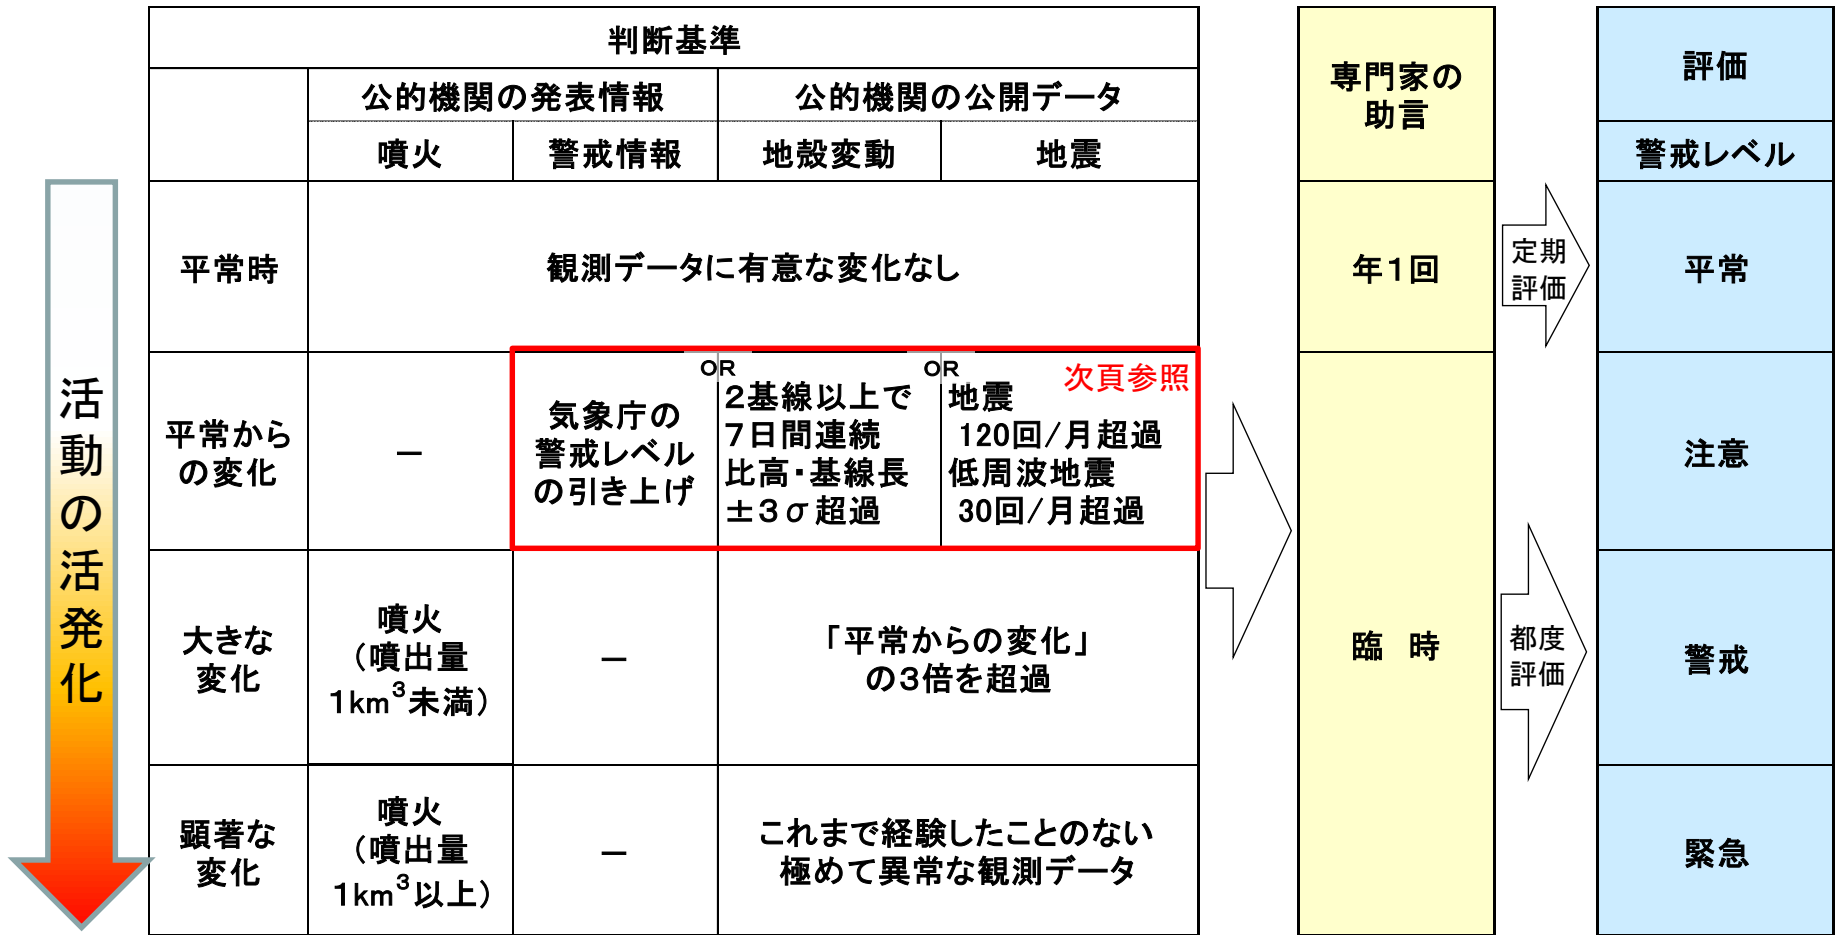 判断基準
公的機関の発表情報
公的機関の公開データ
噴火
警戒情報
地殻変動
地震
専門家の
助言
評価
警戒レベル
活動の活発化
平常時
観測データに有意な変化なし
年1回
定期
評価
平常
平常から
の変化
－
気象庁の
警戒レベル
の引き上げ
OR
2基線以上で
7日間連続
比高・基線長
±3σ超過
OR
次頁参照
地震
120回/月超過
低周波地震
30回/月超過
注意
大きな
変化
噴火
（噴出量
1km³未満）
－
「平常からの変化」
の3倍を超過
臨　時
都度
評価
警戒
顕著な
変化
噴火
（噴出量
1km³以上）
－
これまで経験したことのない
極めて異常な観測データ
緊急